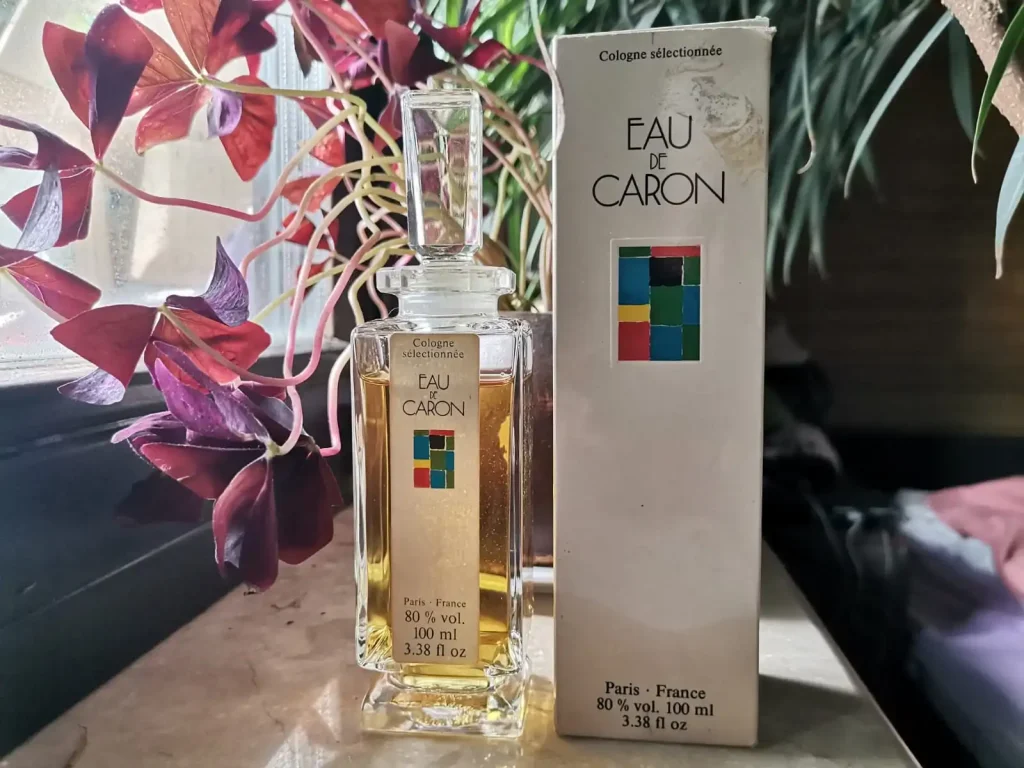 Cologne sélectionnée
EAU
DE
CARON
Paris · France
80 % vol. 100 ml
3.38 fl oz
Cologne
sélectionnée
EAU
DE
CARON
Paris · France
80 % vol.
100 ml
3.38 fl oz